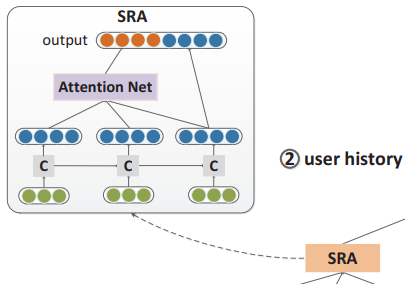 SRA
output
Attention Net
C C C
② user history
SRA